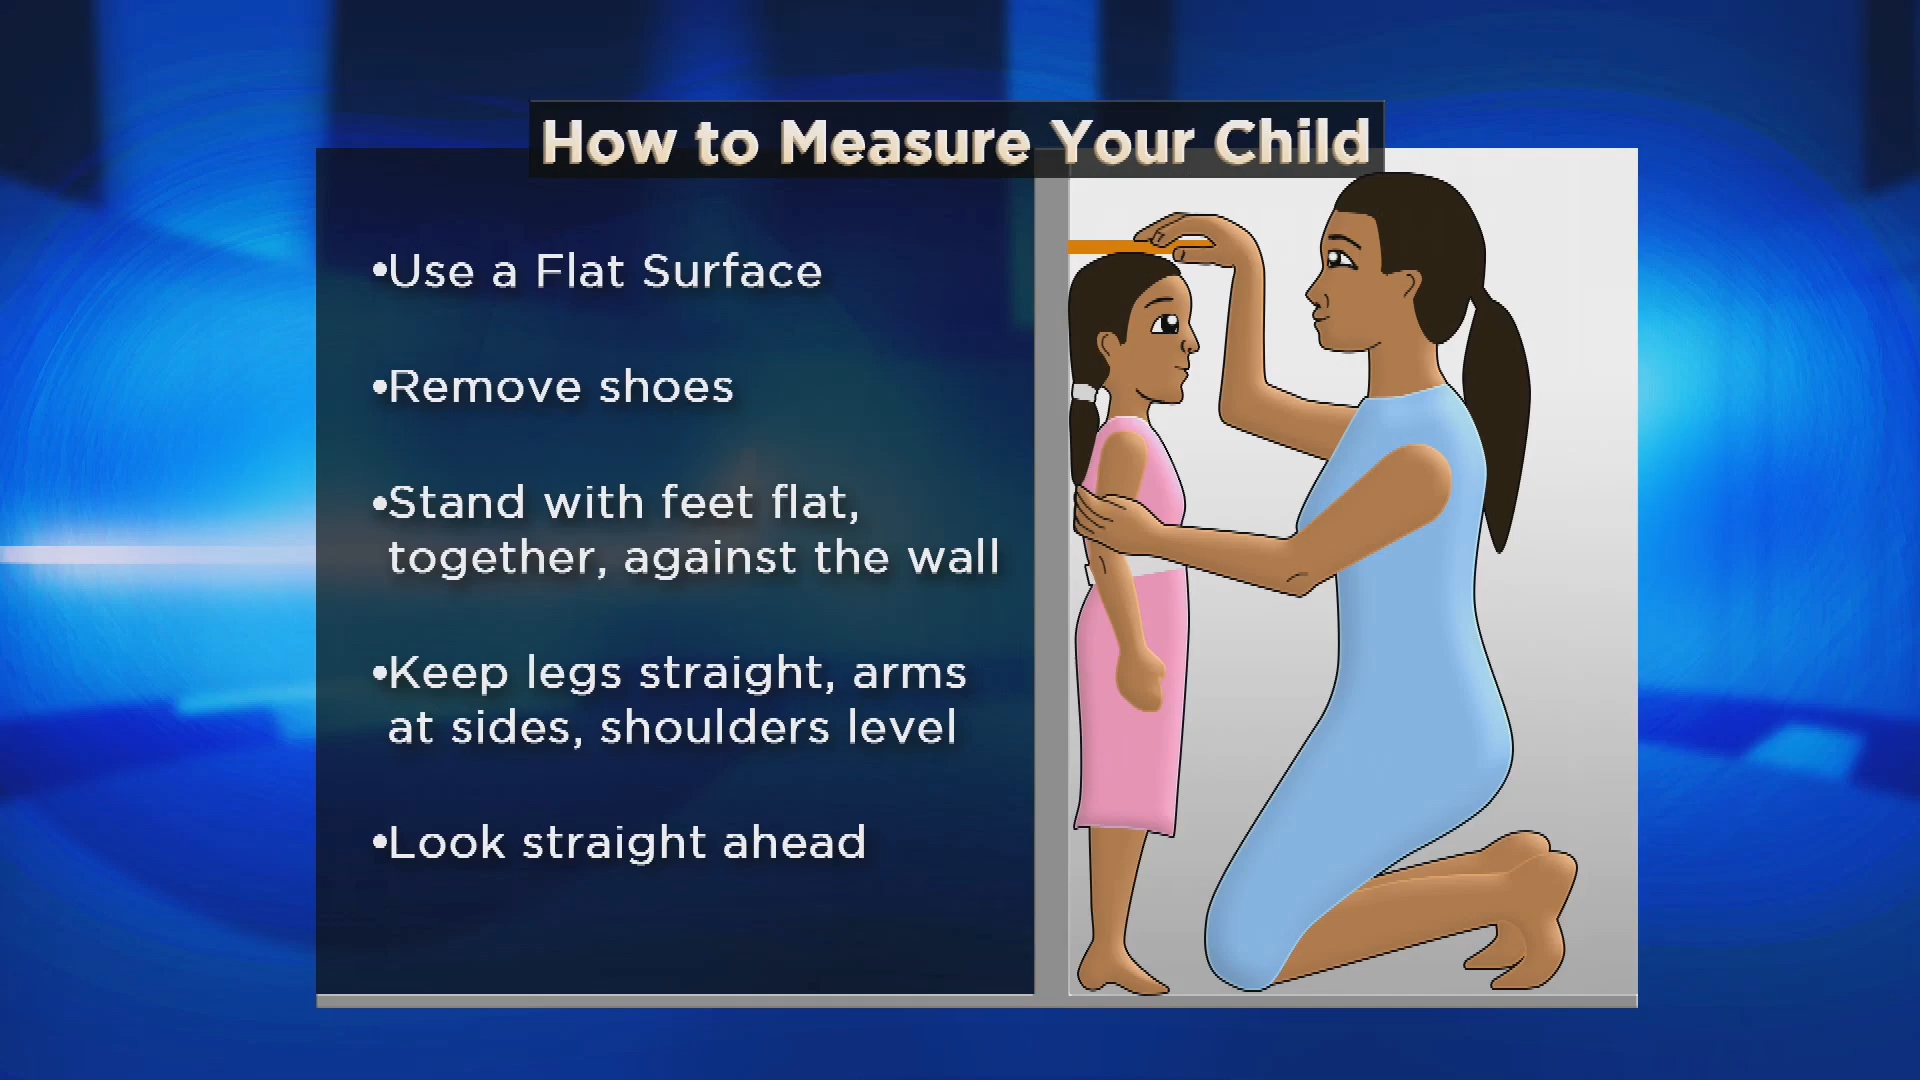 How to Measure Your Child
•Use a Flat Surface
•Remove shoes
•Stand with feet flat,
together, against the wall
•Keep legs straight, arms
at sides, shoulders level
•Look straight ahead